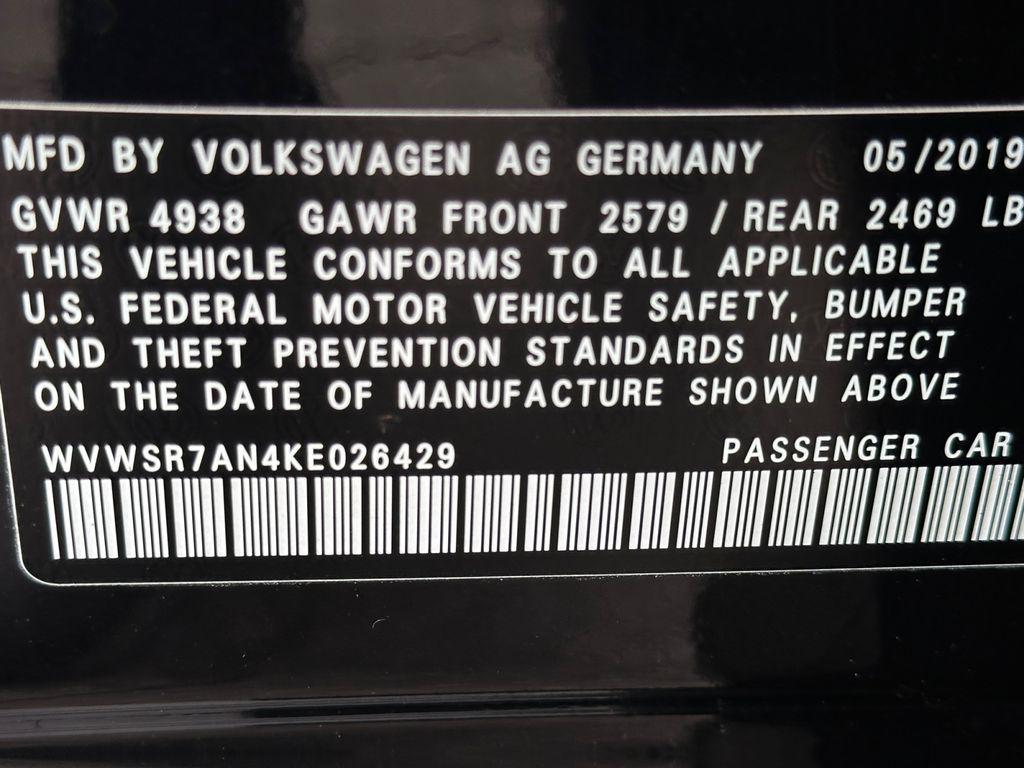 MFD BY VOLKSWAGEN AG GERMANY 05/2019
GVWR 4938 GAWR FRONT 2579 / REAR 2469 LB
THIS VEHICLE CONFORMS TO ALL APPLICABLE
U.S. FEDERAL MOTOR VEHICLE SAFETY, BUMPER
AND THEFT PREVENTION STANDARDS IN EFFECT
ON THE DATE OF MANUFACTURE SHOWN ABOVE
WVWSR7AN4KE026429 PASSENGER CAR